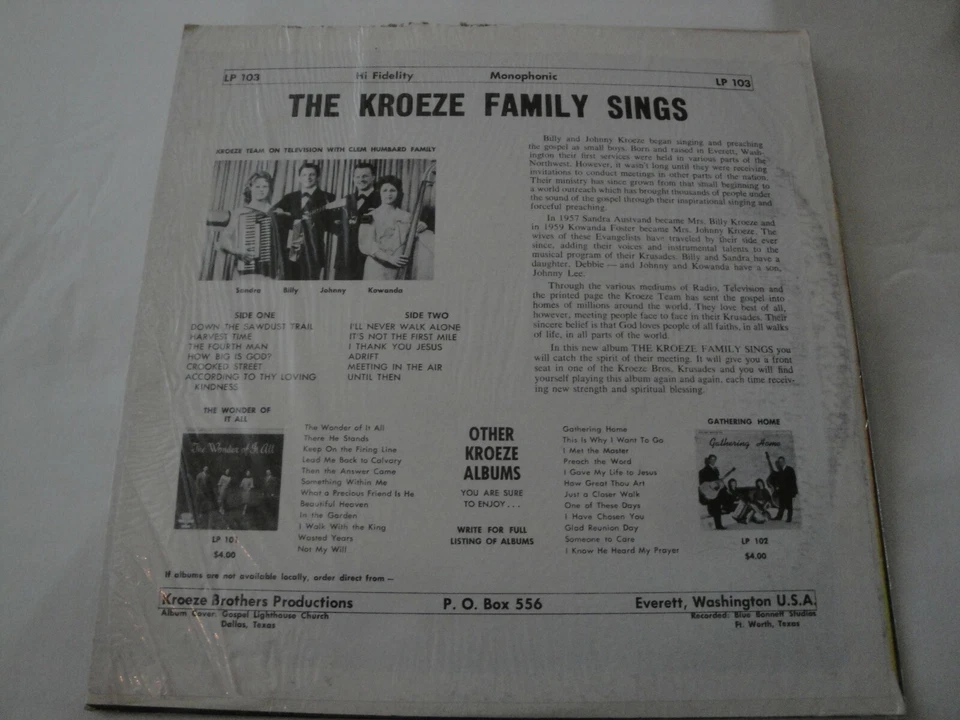 LP 103 Hi Fidelity Monophonic LP 103
THE KROEZE FAMILY SINGS
KROEZE TEAM ON TELEVISION WITH CLEM HUMBARD FAMILY
Sandra Billy Johnny Kowanda
SIDE ONE
DOWN THE SAWDUST TRAIL
HARVEST TIME
THE FOURTH MAN
HOW BIG IS GOD?
CROOKED STREET
ACCORDING TO THY LOVING
KINDNESS
SIDE TWO
I'LL NEVER WALK ALONE
IT'S NOT THE FIRST MILE
I THANK YOU JESUS
ADRIFT
MEETING IN THE AIR
UNTIL THEN
Billy and Johnny Kroeze began singing and preaching
the gospel as small boys. Born and raised in Everett, Wash-
ington their first services were held in various parts of the
Northwest. However, it wasn't long until they were receiving
invitations to conduct meetings in other parts of the nation.
Their ministry has since grown from that small beginning to
a world outreach which has brought thousands of people under
the sound of the gospel through their inspirational singing and
forceful preaching.
In 1957 Sandra Austvand became Mrs. Billy Kroeze and
in 1959 Kowanda Foster became Mrs. Johnny Kroeze. The
wives of these Evangelists have traveled by their side ever
since, adding their voices and instrumental talents to the
musical program of their Krusades. Billy and Sandra have a
daughter, Debbie — and Johnny and Kowanda have a son,
Johnny Lee.
Through the various mediums of Radio, Television and
the printed page the Kroeze Team has sent the gospel into
homes of millions around the world. They love best of all,
however, meeting people face to face in their Krusades. Their
sincere belief is that God loves people of all faiths, in all walks
of life, in all parts of the world.
In this new album THE KROEZE FAMILY SINGS you
will catch the spirit of their meeting. It will give you a front
seat in one of the Kroeze Bros. Krusades and you will find
yourself playing this album again and again, each time receiv-
ing new strength and spiritual blessing.
THE WONDER OF
IT ALL
The Wonder of It All
LP 101
$4.00
The Wonder of It All
There He Stands
Keep On the Firing Line
Lead Me Back to Calvary
Then the Answer Came
Something Within Me
What a Precious Friend Is He
Beautiful Heaven
In the Garden
I Walk With the King
Wasted Years
Not My Will
OTHER
KROEZE
ALBUMS
YOU ARE SURE
TO ENJOY . . .
WRITE FOR FULL
LISTING OF ALBUMS
Gathering Home
This Is Why I Want To Go
I Met the Master
Preach the Word
I Gave My Life to Jesus
How Great Thou Art
Just a Closer Walk
One of These Days
I Have Chosen You
Glad Reunion Day
Someone to Care
I Know He Heard My Prayer
GATHERING HOME
Gathering Home
LP 102
$4.00
If albums are not available locally, order direct from —
Kroeze Brothers Productions P. O. Box 556 Everett, Washington U.S.A.
Album Cover: Gospel Lighthouse Church
Dallas, Texas
Recorded: Blue Bonnett Studios
Ft. Worth, Texas